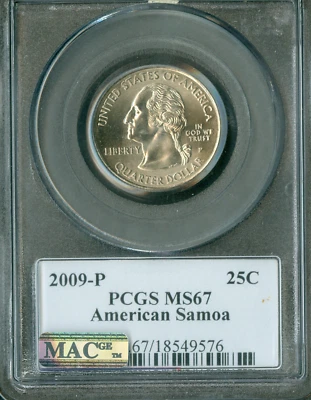 UNITED STATES OF AMERICA
IN
GOD WE
TRUST
LIBERTY
P
QUARTER DOLLAR
2009-P 25C
PCGS MS67
American Samoa
MAC GE ™ 67/18549576